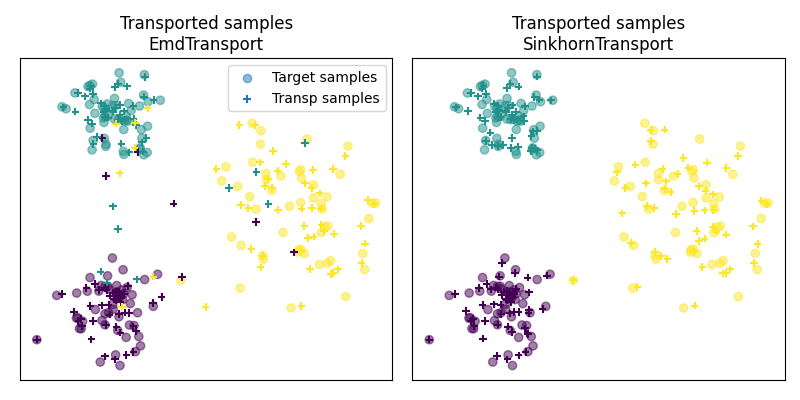 Transported samples
EmdTransport
Target samples
Transp samples
Transported samples
SinkhornTransport